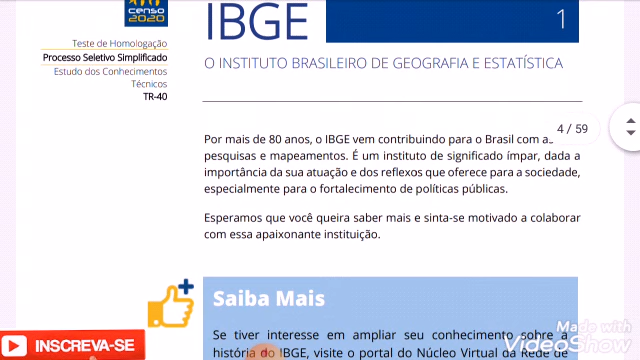 censo
2020
Teste de Homologação
Processo Seletivo Simplificado
Estudo dos Conhecimentos
Técnicos
TR-40
IBGE
1
O INSTITUTO BRASILEIRO DE GEOGRAFIA E ESTATÍSTICA
4 / 59
Por mais de 80 anos, o IBGE vem contribuindo para o Brasil com
pesquisas e mapeamentos. É um instituto de significado ímpar, dada a
importância da sua atuação e dos reflexos que oferece para a sociedade,
especialmente para o fortalecimento de políticas públicas.
Esperamos que você queira saber mais e sinta-se motivado a colaborar
com essa apaixonante instituição.
Saiba Mais
Se tiver interesse em ampliar seu conhecimento sobre a
história do IBGE, visite o portal do Núcleo Virtual da Rede de
INSCREVA-SE
Made with
VideoShow